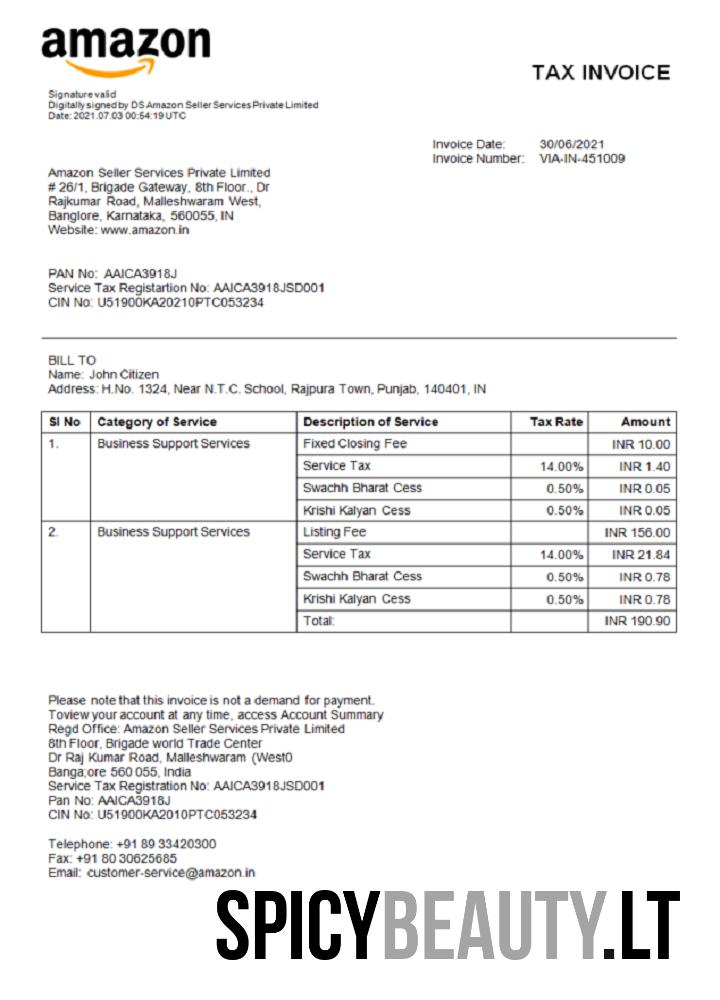 amazon
TAX INVOICE
Signature valid
Digitally signed by DS Amazon Seller Services Private Limited
Date: 2021.07.03 00:54:19 UTC
Invoice Date: 30/06/2021
Invoice Number: VIA-IN-451009
Amazon Seller Services Private Limited
# 26/1, Brigade Gateway, 8th Floor., Dr
Rajkumar Road, Malleshwaram West,
Banglore, Karnataka, 560055, IN
Website: www.amazon.in
PAN No: AAICA3918J
Service Tax Registartion No: AAICA3918JSD001
CIN No: U51900KA20210PTC053234
BILL TO
Name: John Citizen
Address: H.No. 1324, Near N.T.C. School, Rajpura Town, Punjab, 140401, IN
SI No Category of Service Description of Service Tax Rate Amount
1. Business Support Services Fixed Closing Fee INR 10.00
Service Tax 14.00% INR 1.40
Swachh Bharat Cess 0.50% INR 0.05
Krishi Kalyan Cess 0.50% INR 0.05
2. Business Support Services Listing Fee INR 156.00
Service Tax 14.00% INR 21.84
Swachh Bharat Cess 0.50% INR 0.78
Krishi Kalyan Cess 0.50% INR 0.78
Total: INR 190.90
Please note that this invoice is not a demand for payment.
Toview your account at any time, access Account Summary
Regd Office: Amazon Seller Services Private Limited
8th Floor, Brigade world Trade Center
Dr Raj Kumar Road, Malleshwaram (West0
Banga;ore 560 055, India
Service Tax Registration No: AAICA3918JSD001
Pan No: AAICA3918J
CIN No: U51900KA2010PTC053234
Telephone: +91 89 33420300
Fax: +91 80 30625685
Email: customer-service@amazon.in
SPICYBEAUTY.LT